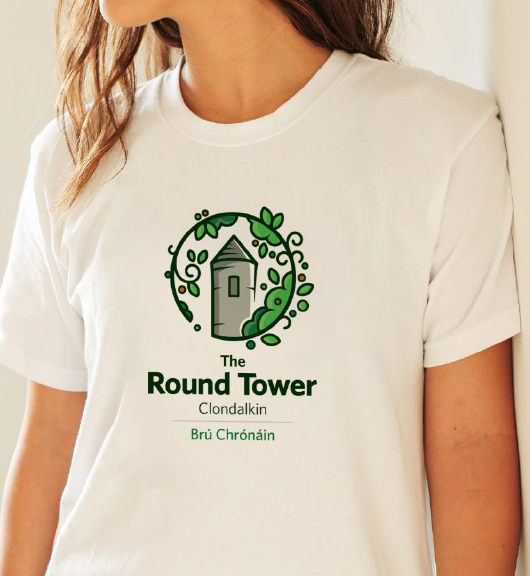 The
Round Tower
Clondalkin
Brú Chrónáin